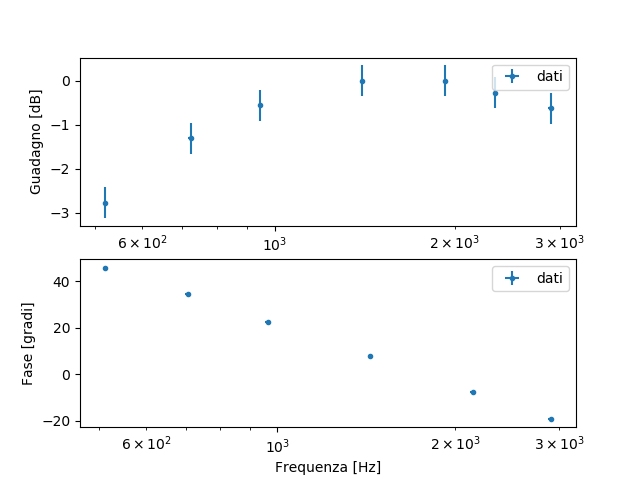 dati
0
−1
−2
−3
Guadagno [dB]
6 × 10² 10³ 2 × 10³ 3 × 10³
dati
40
20
0
−20
Fase [gradi]
6 × 10² 10³ 2 × 10³ 3 × 10³
Frequenza [Hz]